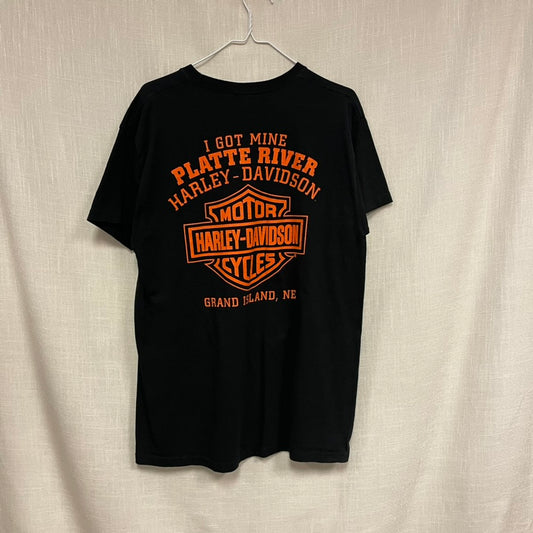 I GOT MINE
PLATTE RIVER
HARLEY-DAVIDSON
MOTOR
HARLEY-DAVIDSON
CYCLES
GRAND ISLAND, NE